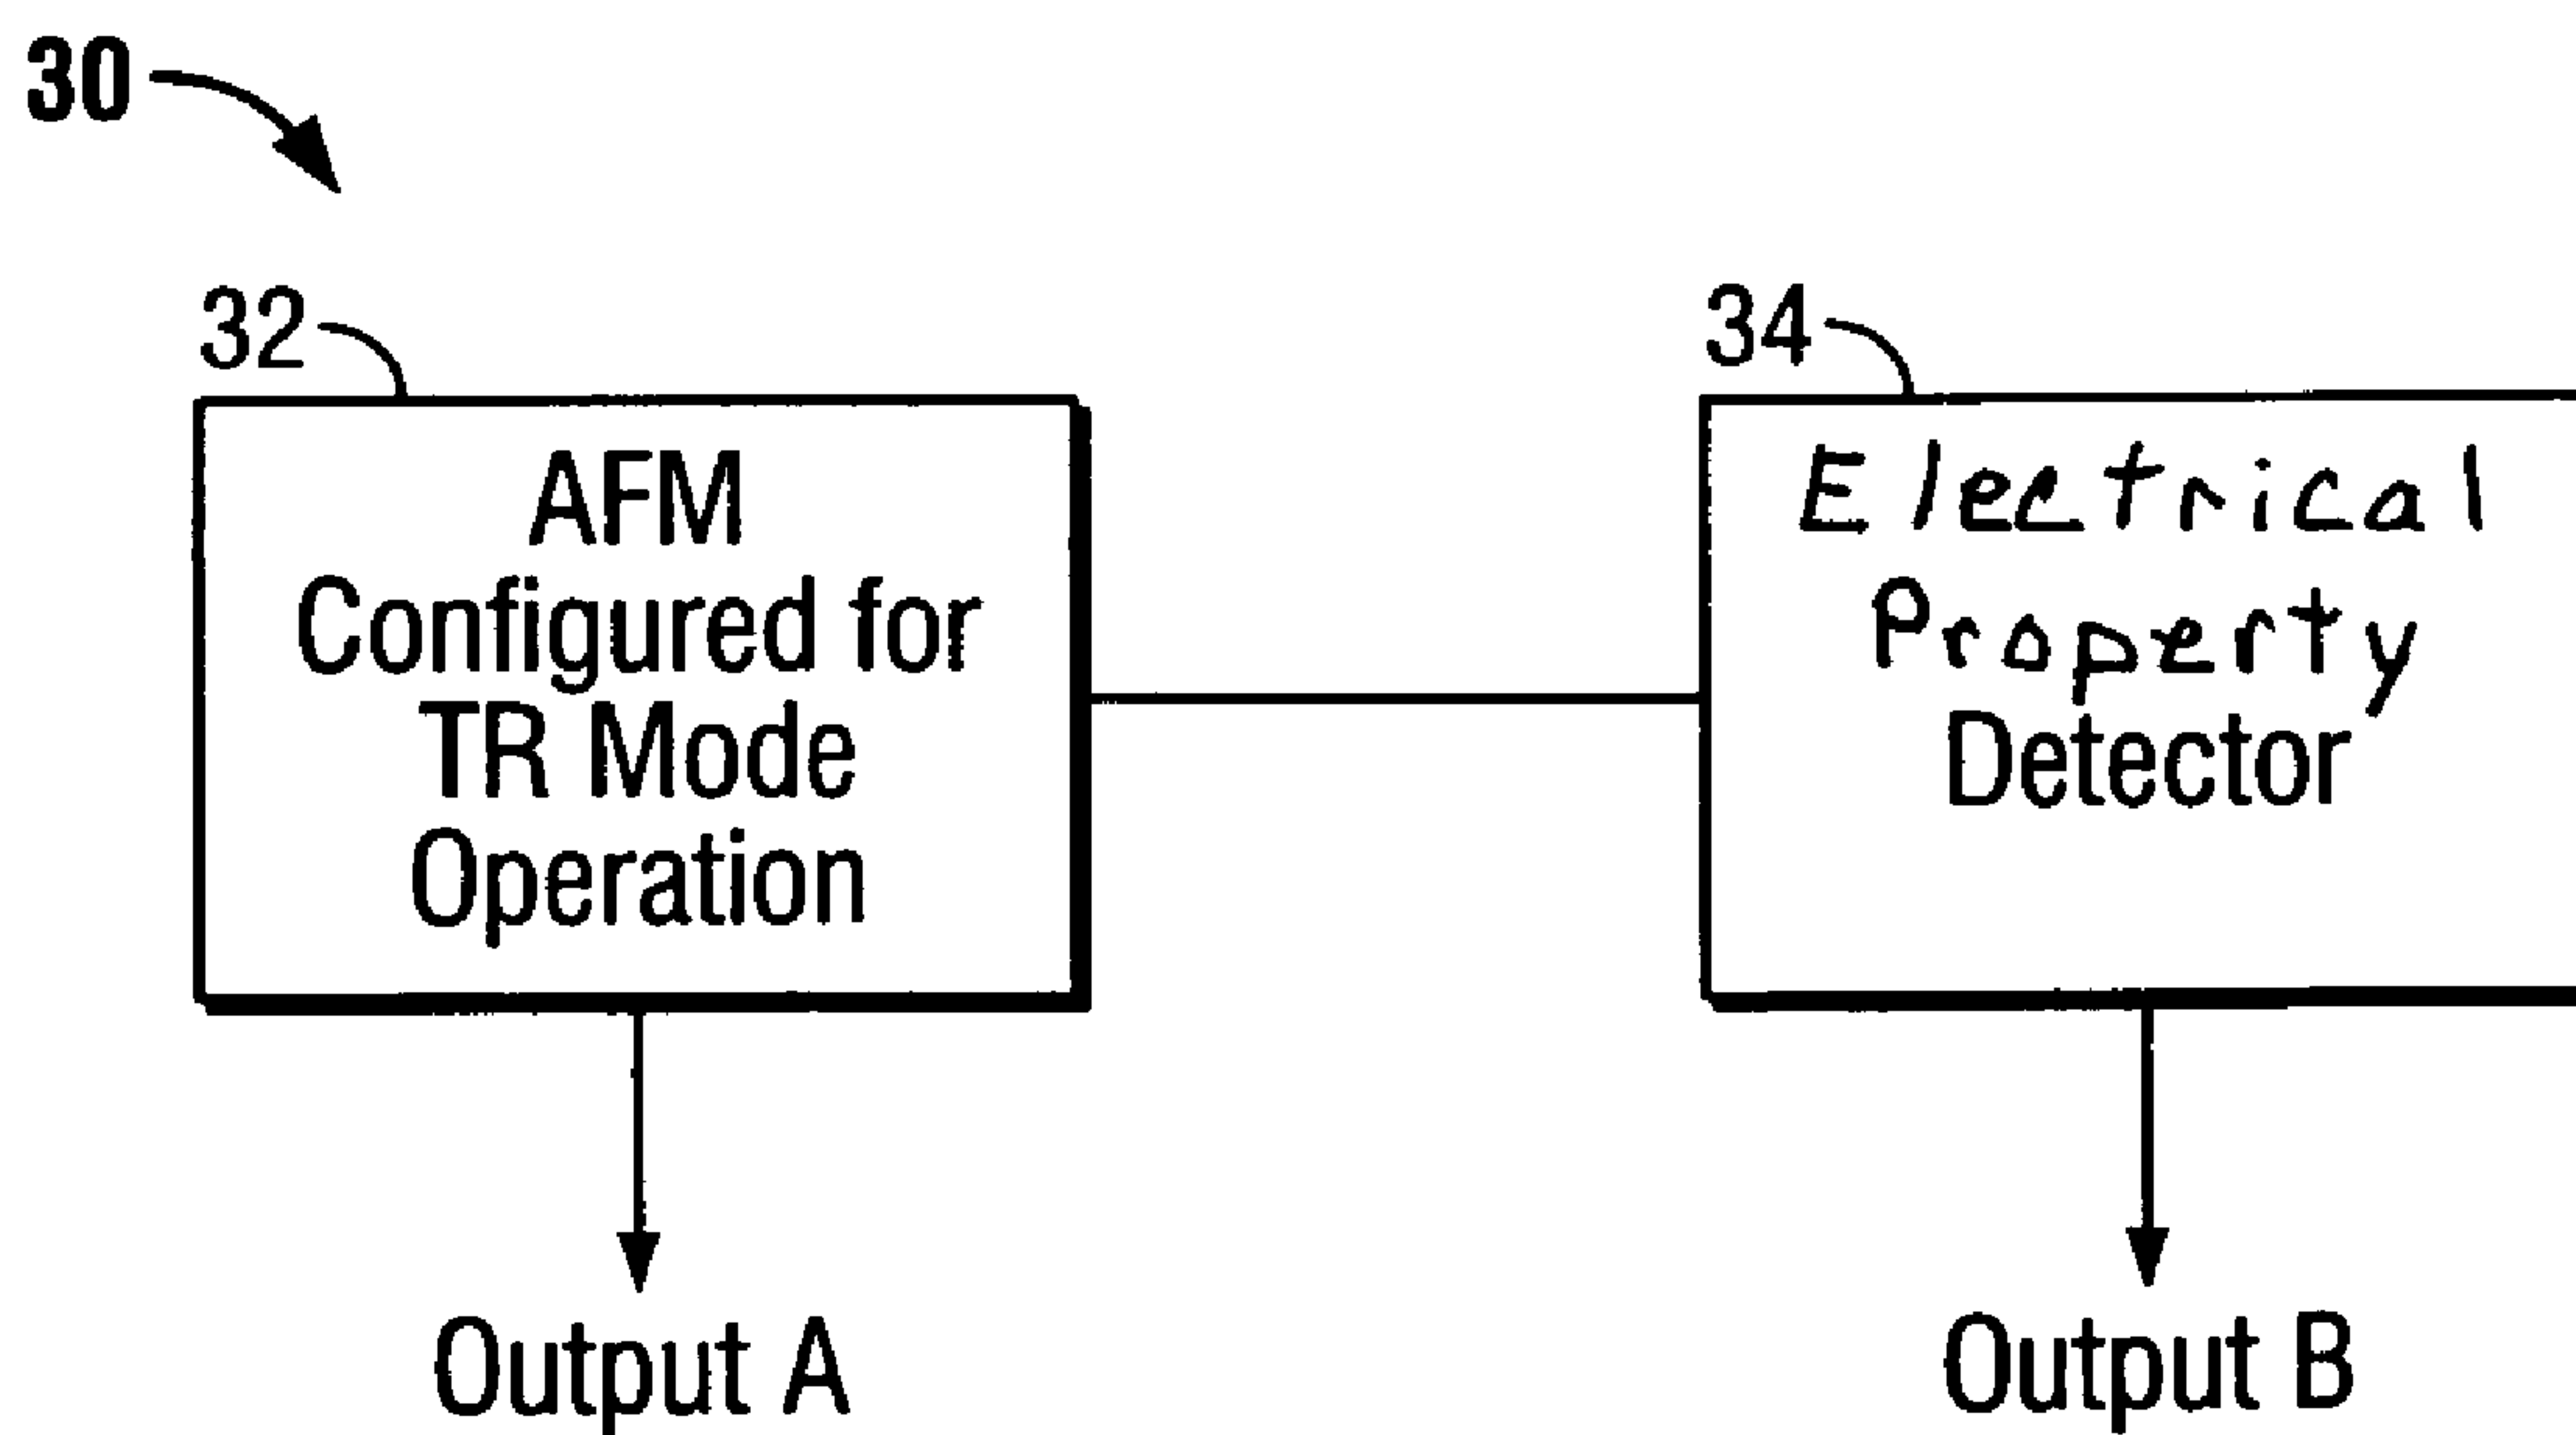 30
32
AFM
Configured for
TR Mode
Operation
34
Electrical
Property
Detector
Output A
Output B